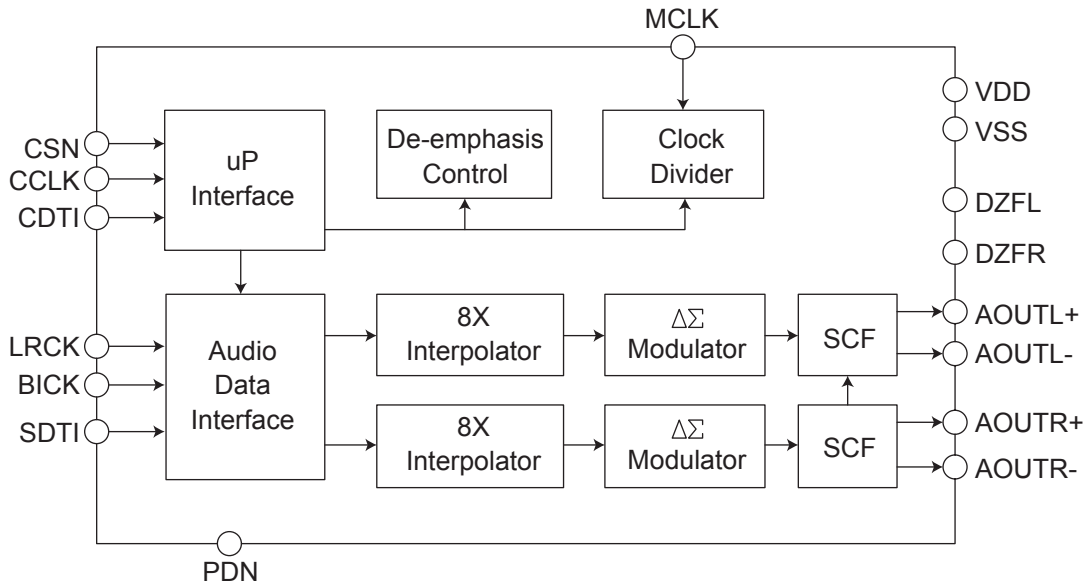 MCLK
CSN
CCLK
CDTI
uP
Interface
De-emphasis
Control
Clock
Divider
VDD
VSS
DZFL
DZFR
LRCK
BICK
SDTI
Audio
Data
Interface
8X
Interpolator
ΔΣ
Modulator
SCF
AOUTL+
AOUTL-
8X
Interpolator
ΔΣ
Modulator
SCF
AOUTR+
AOUTR-
PDN